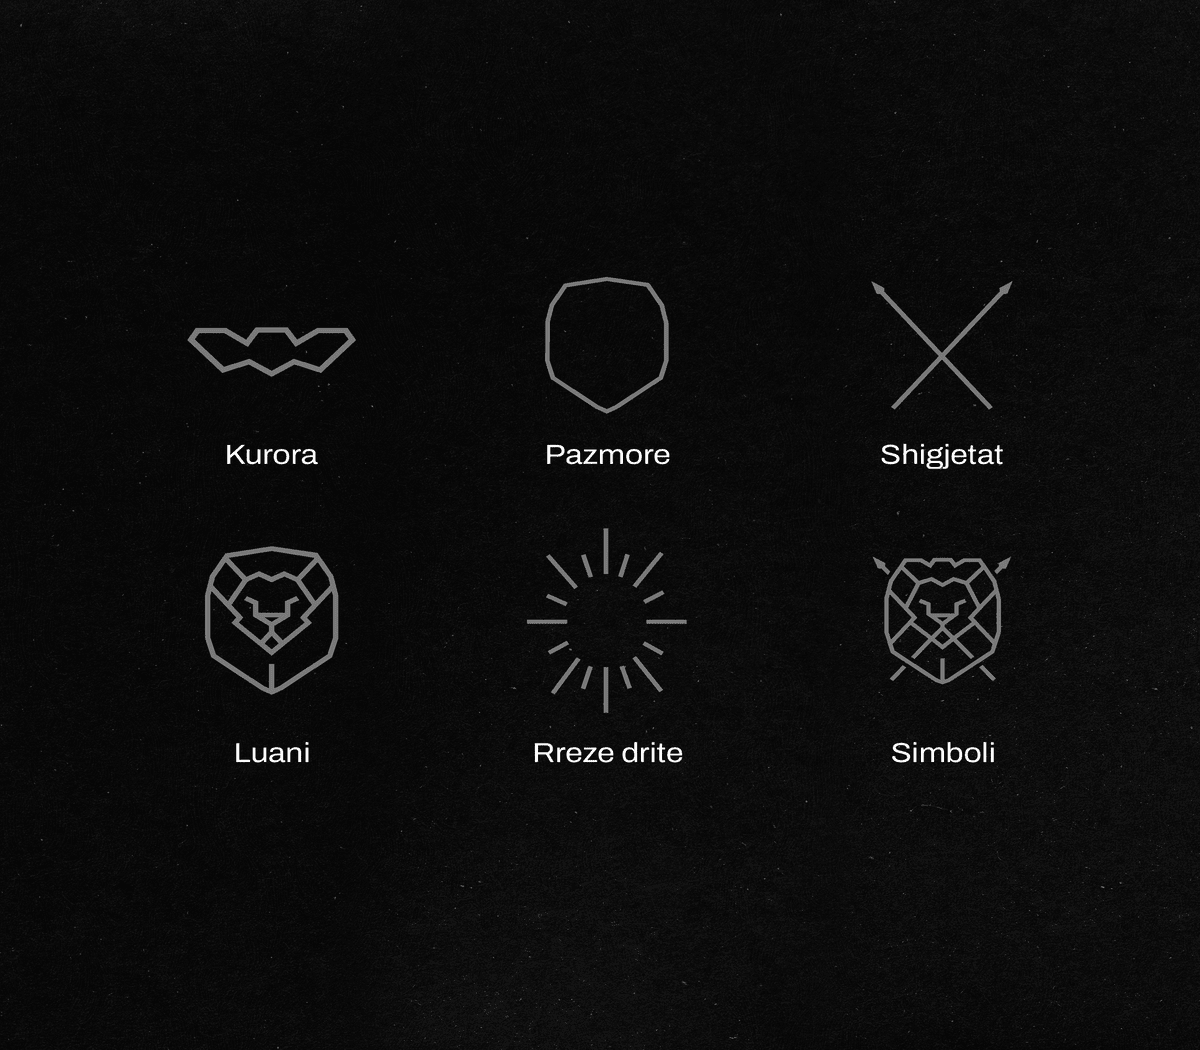 Kurora
Pazmore
Shigjetat
Luani
Rreze drite
Simboli